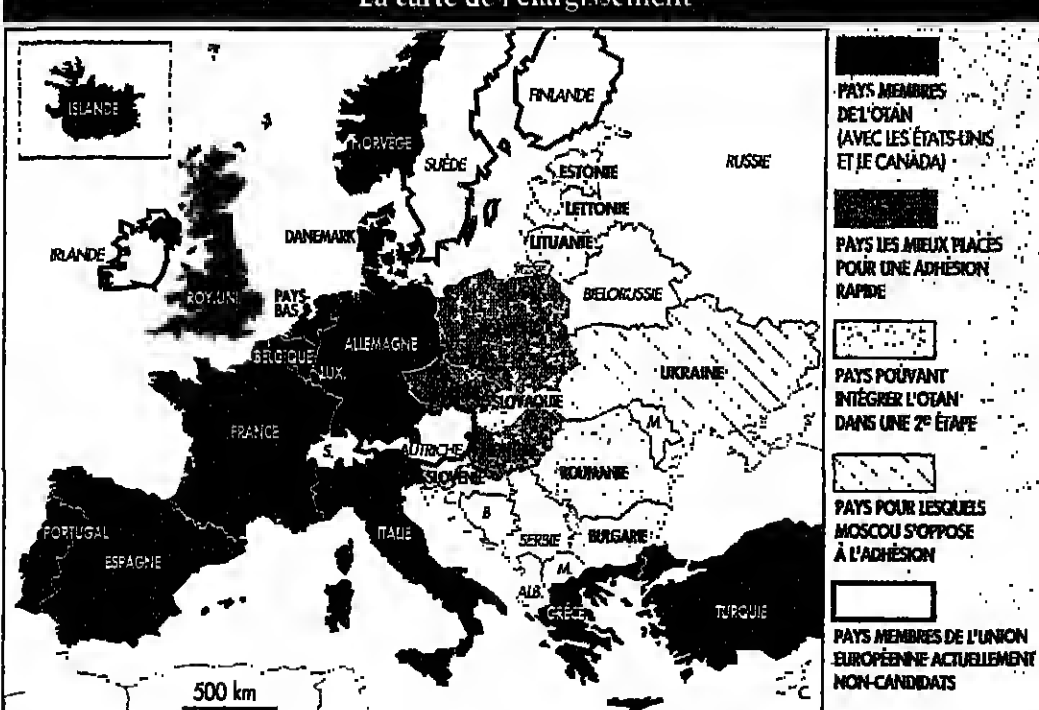 La carte de l'élargissement
ISLANDE
FINLANDE
NORVÈGE
SUÈDE
RUSSIE
ESTONIE
LETTONIE
DANEMARK
LITUANIE
IRLANDE
ROY.-UNI
PAYS-
BAS
BIELORUSSIE
BELGIQUE
LUX.
ALLEMAGNE
UKRAINE
SLOVAQUIE
FRANCE
S.
AUTRICHE
M.
SLOVÉNIE
ROUMANIE
PORTUGAL
ESPAGNE
ITALIE
B.
SERBIE
BULGARIE
ALB.
M.
GRÈCE
TURQUIE
C.
500 km
PAYS MEMBRES
DE L'OTAN
(AVEC LES ÉTATS-UNIS
ET LE CANADA)
PAYS LES MIEUX PLACÉS
POUR UNE ADHÉSION
RAPIDE
PAYS POUVANT
INTÉGRER L'OTAN
DANS UNE 2e ÉTAPE
PAYS POUR LESQUELS
MOSCOU S'OPPOSE
À L'ADHÉSION
PAYS MEMBRES DE L'UNION
EUROPÉENNE ACTUELLEMENT
NON-CANDIDATS